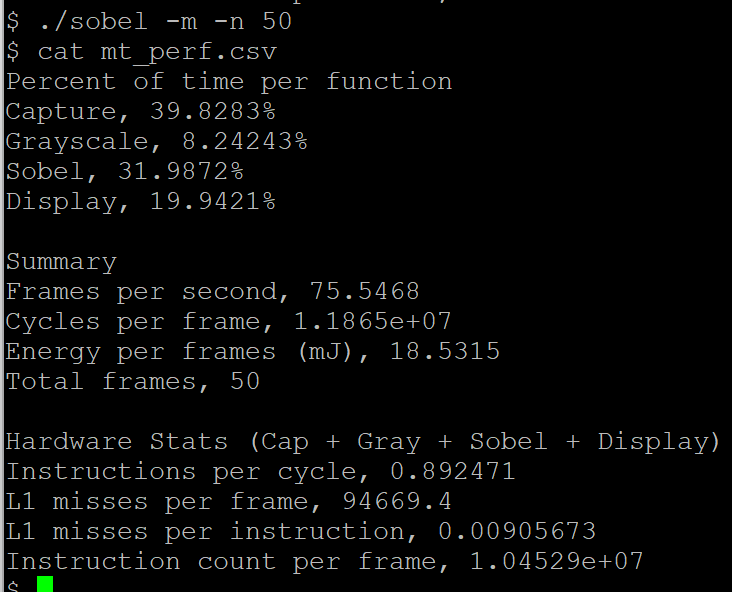 $ ./sobel -m -n 50
$ cat mt_perf.csv
Percent of time per function
Capture, 39.8283%
Grayscale, 8.24243%
Sobel, 31.9872%
Display, 19.9421%
Summary
Frames per second, 75.5468
Cycles per frame, 1.1865e+07
Energy per frames (mJ), 18.5315
Total frames, 50
Hardware Stats (Cap + Gray + Sobel + Display)
Instructions per cycle, 0.892471
L1 misses per frame, 94669.4
L1 misses per instruction, 0.00905673
Instruction count per frame, 1.04529e+07
$